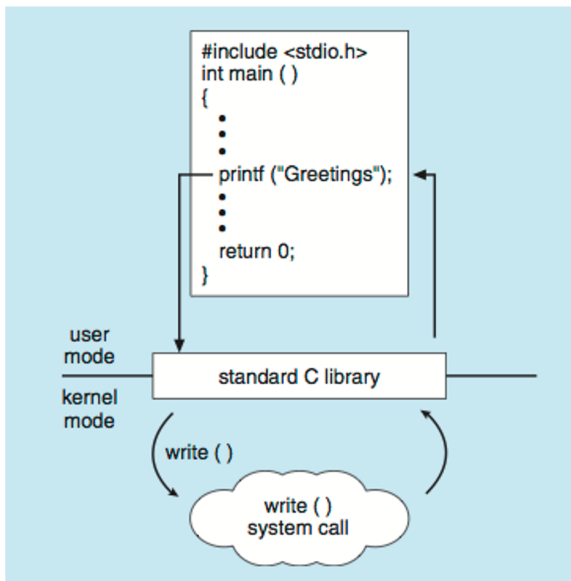 #include <stdio.h>
int main ( )
{
•
•
•
printf ("Greetings");
•
•
•
return 0;
}
user
mode
standard C library
kernel
mode
write ( )
write ( )
system call